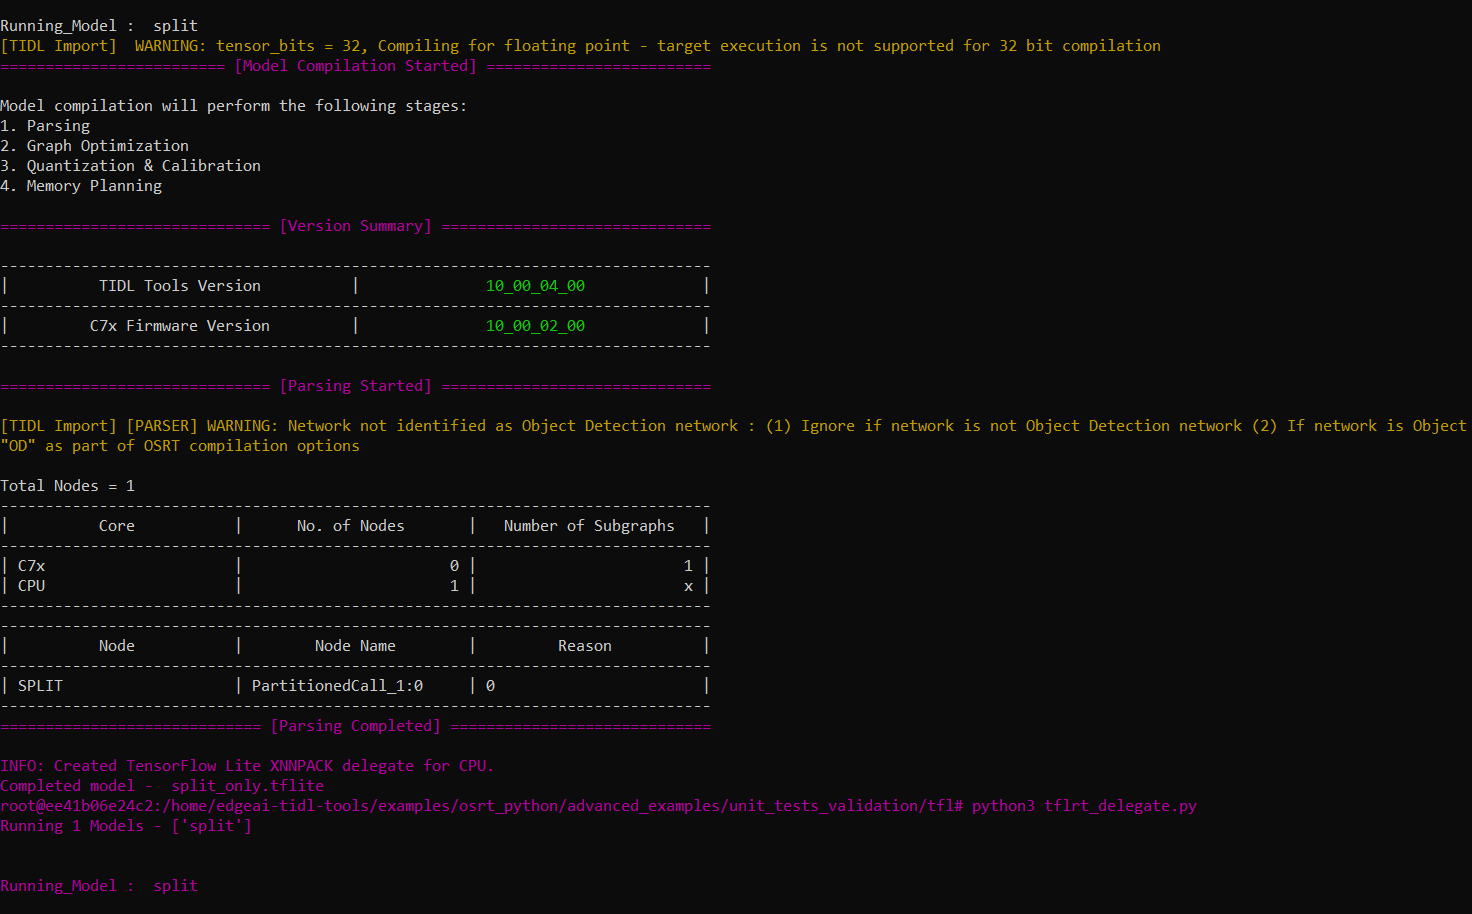 Running_Model :  split
[TIDL Import]  WARNING: tensor_bits = 32, Compiling for floating point - target execution is not supported for 32 bit compilation
========================= [Model Compilation Started] =========================
Model compilation will perform the following stages:
1. Parsing
2. Graph Optimization
3. Quantization & Calibration
4. Memory Planning
============================== [Version Summary] ==============================
-------------------------------------------------------------------------------
|          TIDL Tools Version          |              10_00_04_00             |
-------------------------------------------------------------------------------
|         C7x Firmware Version         |              10_00_02_00             |
-------------------------------------------------------------------------------
============================== [Parsing Started] ==============================
[TIDL Import] [PARSER] WARNING: Network not identified as Object Detection network : (1) Ignore if network is not Object Detection network (2) If network is Object
"OD" as part of OSRT compilation options
Total Nodes = 1
-------------------------------------------------------------------------------
|          Core           |      No. of Nodes       |   Number of Subgraphs   |
-------------------------------------------------------------------------------
| C7x                     |                       0 |                       1 |
| CPU                     |                       1 |                       x |
-------------------------------------------------------------------------------
-------------------------------------------------------------------------------
|          Node           |        Node Name        |         Reason          |
-------------------------------------------------------------------------------
| SPLIT                   | PartitionedCall_1:0     | 0                       |
-------------------------------------------------------------------------------
============================= [Parsing Completed] =============================
INFO: Created TensorFlow Lite XNNPACK delegate for CPU.
Completed model -  split_only.tflite
root@ee41b06e24c2:/home/edgeai-tidl-tools/examples/osrt_python/advanced_examples/unit_tests_validation/tfl# python3 tflrt_delegate.py
Running 1 Models - ['split']
Running_Model :  split